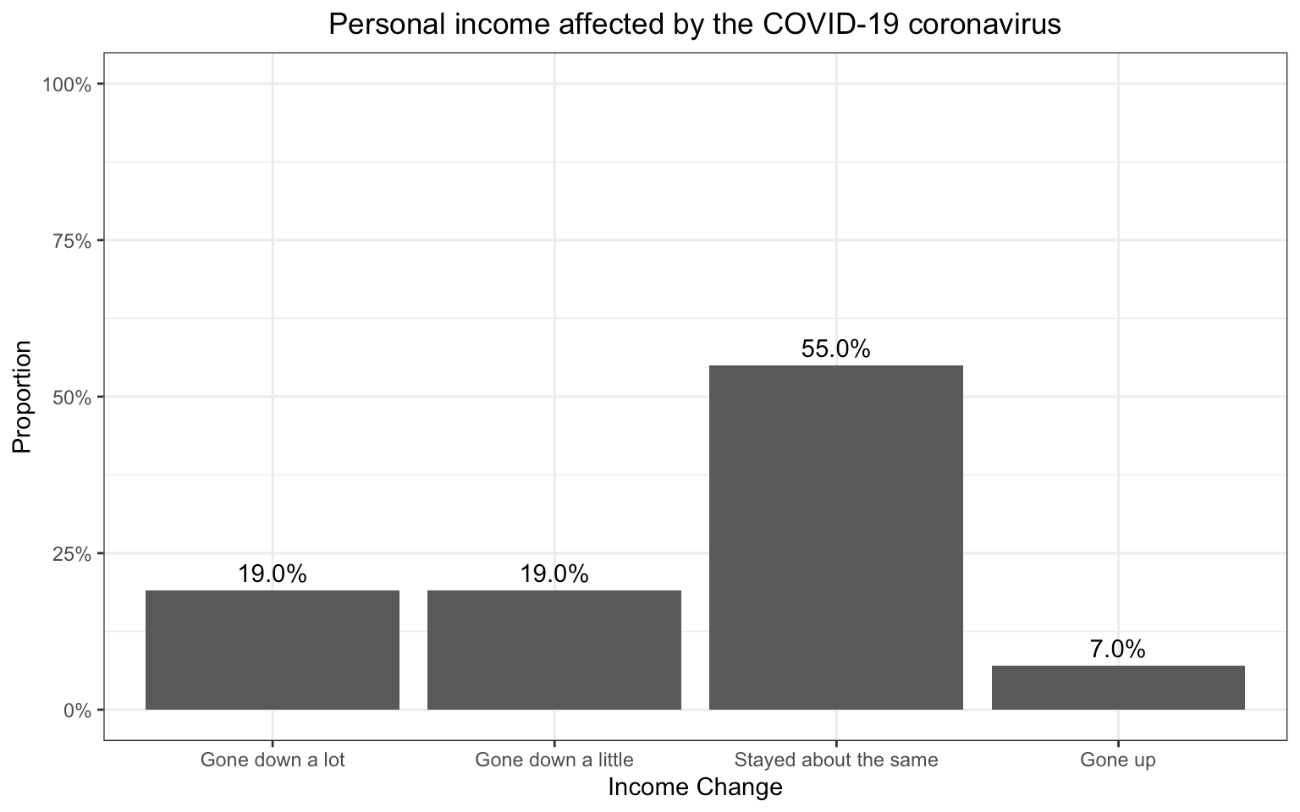 Personal income affected by the COVID-19 coronavirus
100%
75%
50%
25%
0%
Proportion
19.0%
19.0%
55.0%
7.0%
Gone down a lot
Gone down a little
Stayed about the same
Gone up
Income Change